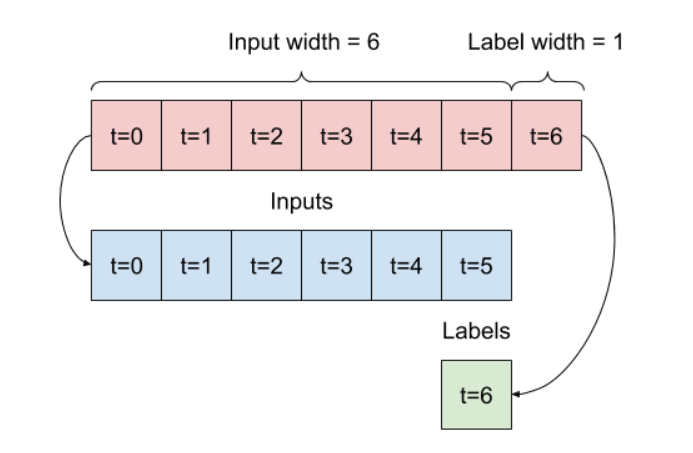 Input width = 6 Label width = 1
t=0 t=1 t=2 t=3 t=4 t=5 t=6
Inputs
t=0 t=1 t=2 t=3 t=4 t=5
Labels
t=6